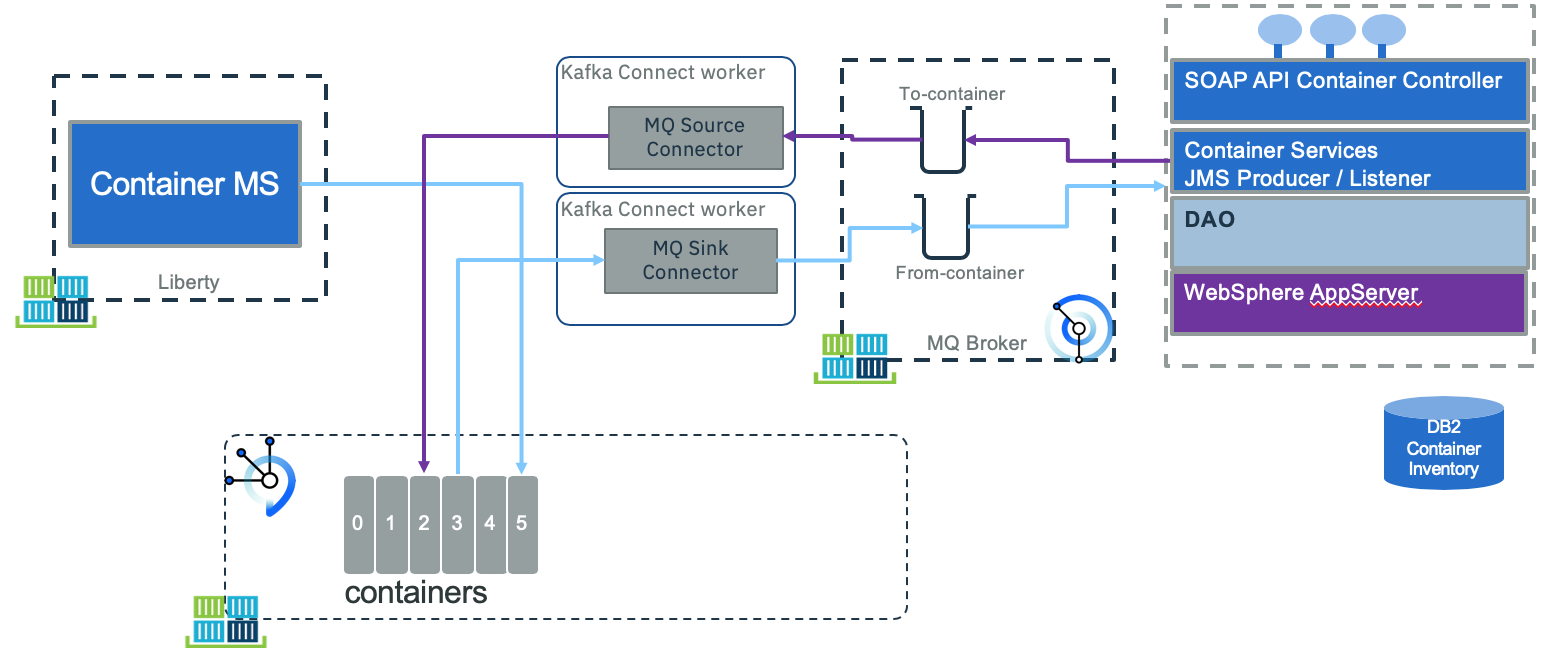 Container MS
Liberty
Kafka Connect worker
MQ Source
Connector
Kafka Connect worker
MQ Sink
Connector
To-container
From-container
MQ Broker
SOAP API Container Controller
Container Services
JMS Producer / Listener
DAO
WebSphere AppServer
DB2
Container
Inventory
0 1 2 3 4 5
containers